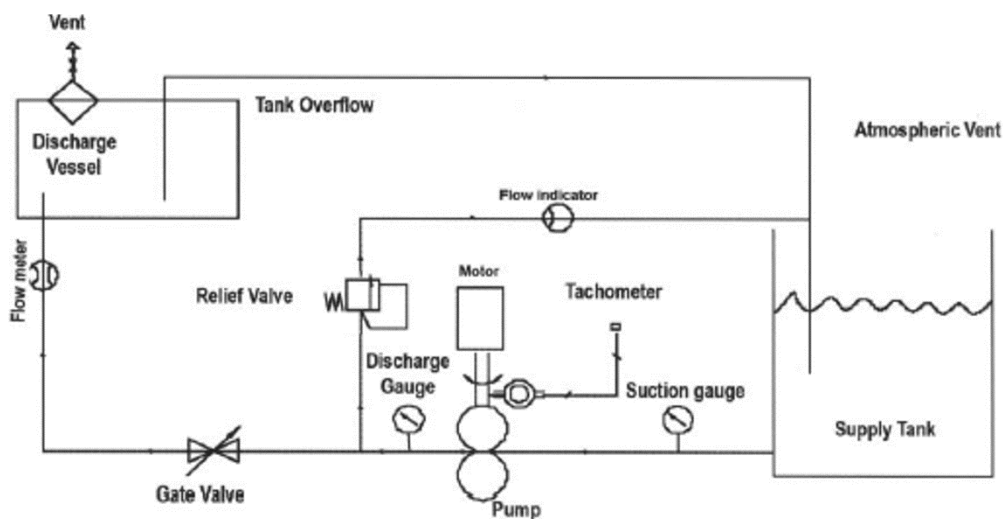 Vent
Tank Overflow
Discharge
Vessel
Atmospheric Vent
Flow indicator
Flow meter
Relief Valve
Motor
Tachometer
Discharge
Gauge
Suction gauge
Supply Tank
Gate Valve
Pump